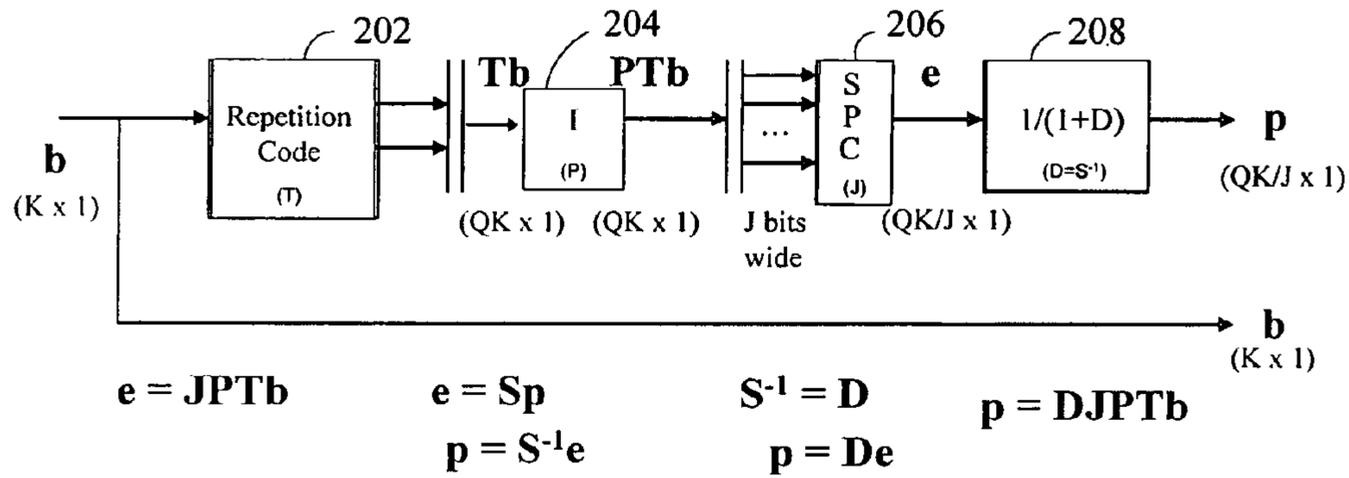 202
204
206
208
Tb
PTb
e
Repetition
Code
(T)
I
(P)
S
P
C
(J)
...
1/(1+D)
(D=S⁻¹)
b
(K x 1)
p
(QK/J x 1)
(QK x 1)
(QK x 1)
J bits
wide
(QK/J x 1)
b
(K x 1)
e = JPTb
e = Sp
S⁻¹ = D
p = DJPTb
p = S⁻¹e
p = De